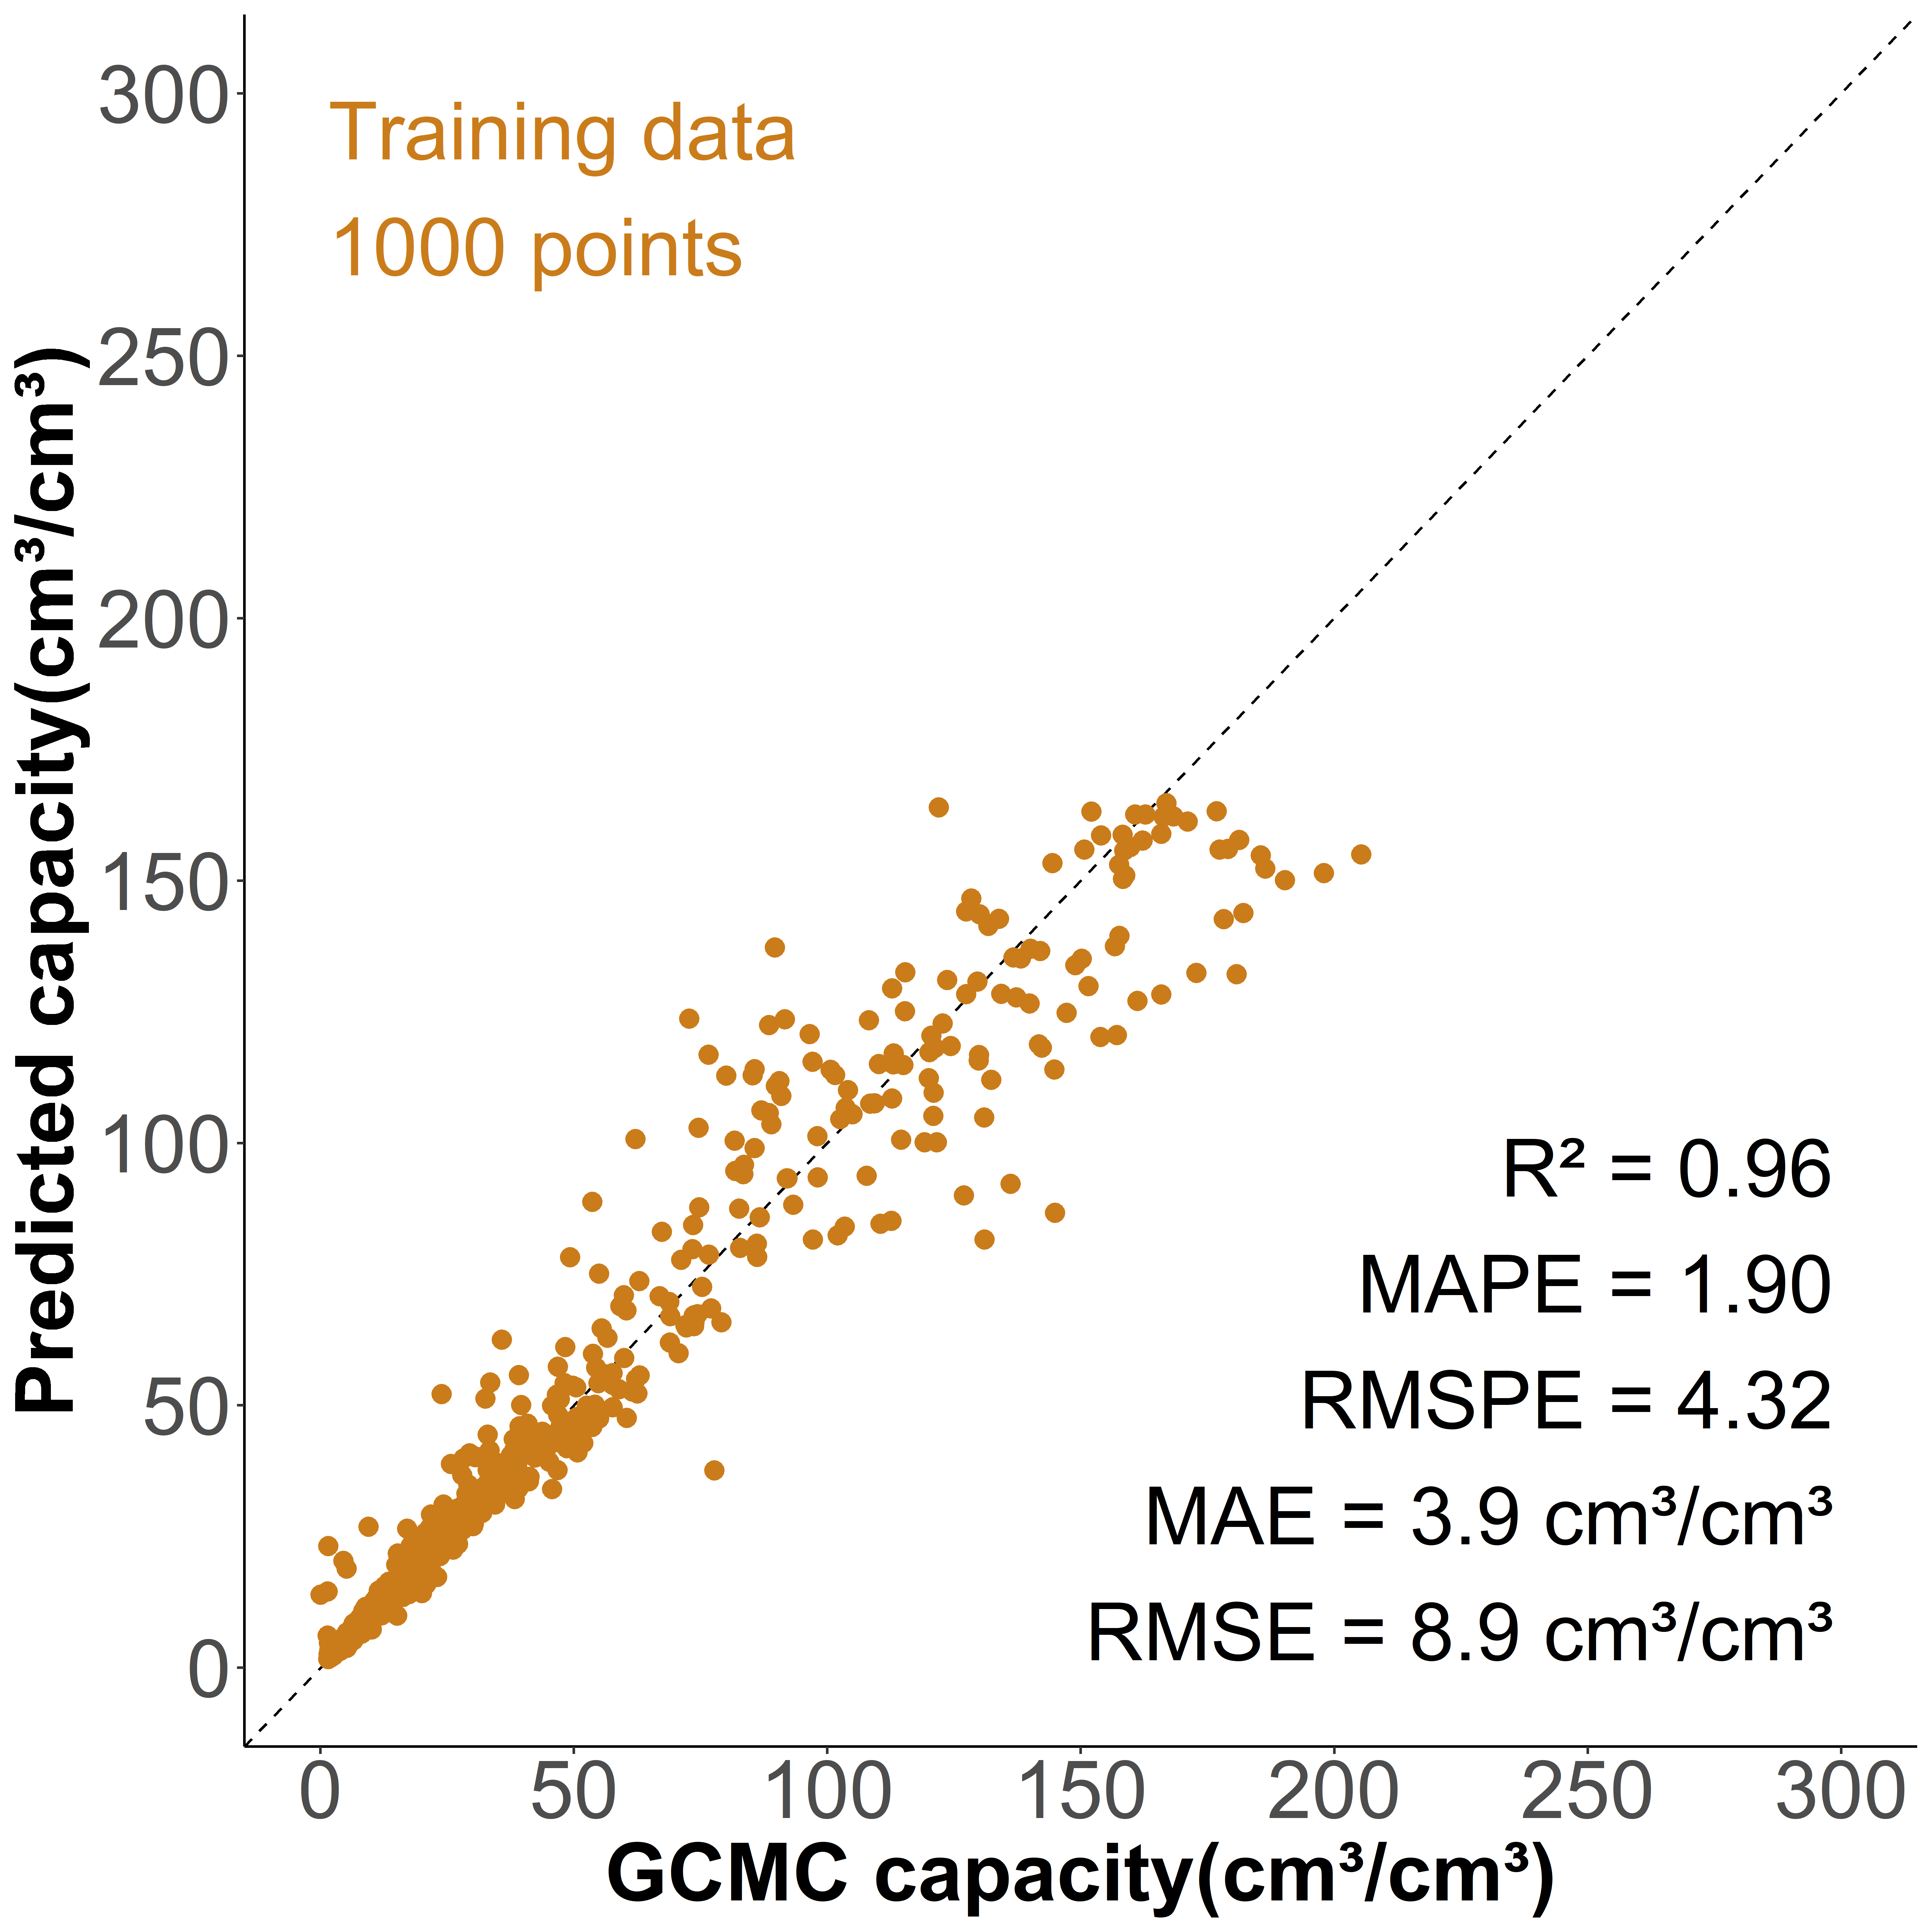 Training data
1000 points
300
250
200
150
100
50
0
Predicted capacity(cm³/cm³)
R² = 0.96
MAPE = 1.90
RMSPE = 4.32
MAE = 3.9 cm³/cm³
RMSE = 8.9 cm³/cm³
0 50 100 150 200 250 300
GCMC capacity(cm³/cm³)